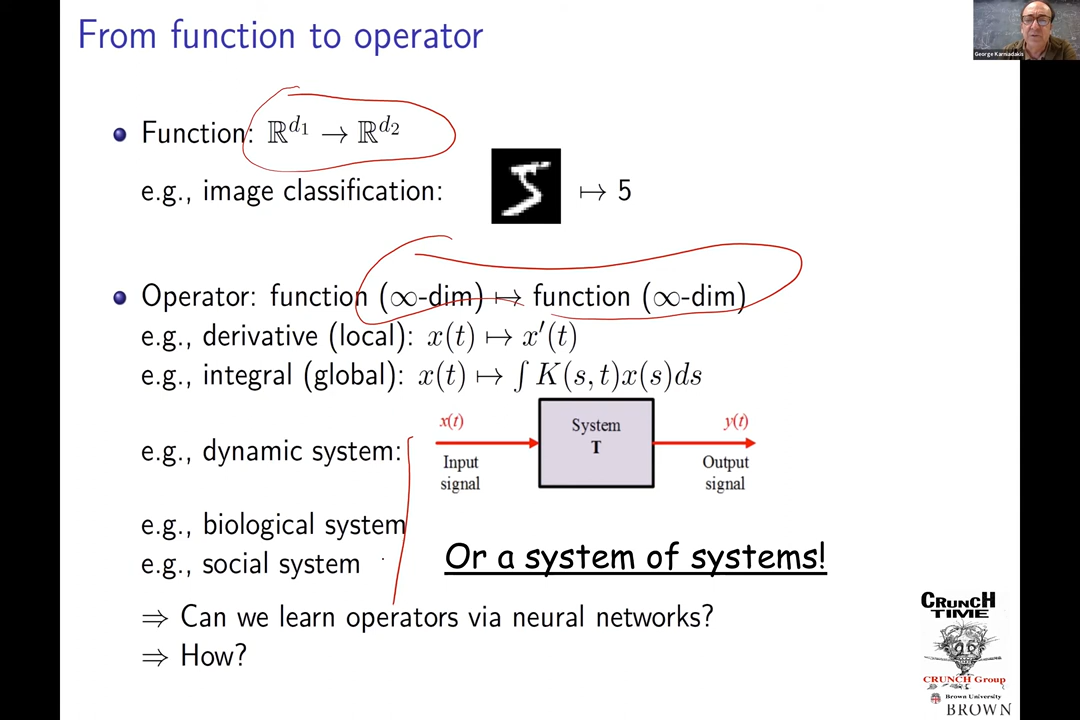 From function to operator
George Karniadakis
Function: ℝ^{d₁} → ℝ^{d₂}
e.g., image classification: 5 ↦ 5
Operator: function (∞-dim) ↦ function (∞-dim)
e.g., derivative (local): x(t) ↦ x′(t)
e.g., integral (global): x(t) ↦ ∫ K(s, t)x(s)ds
e.g., dynamic system:
x(t)
Input
signal
System
T
y(t)
Output
signal
e.g., biological system
e.g., social system
Or a system of systems!
⇒ Can we learn operators via neural networks?
⇒ How?
CRUNCH
TIME
CRUNCH Group
Brown University
BROWN